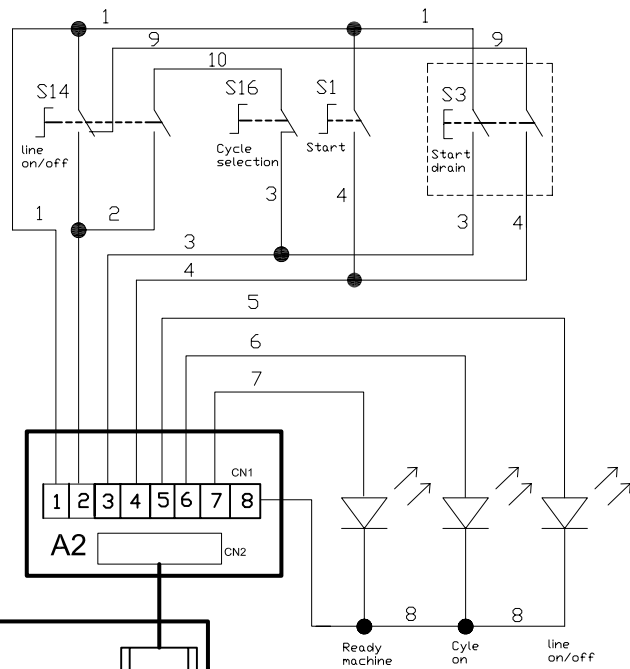 1
1
9
9
10
S14
S16
S1
S3
line
on/off
Cycle
selection
Start
Start
drain
3
4
3
4
1
2
3
4
5
6
7
CN1
1 2 3 4 5 6 7 8
A2
CN2
8
8
Ready
machine
Cyle
on
line
on/off